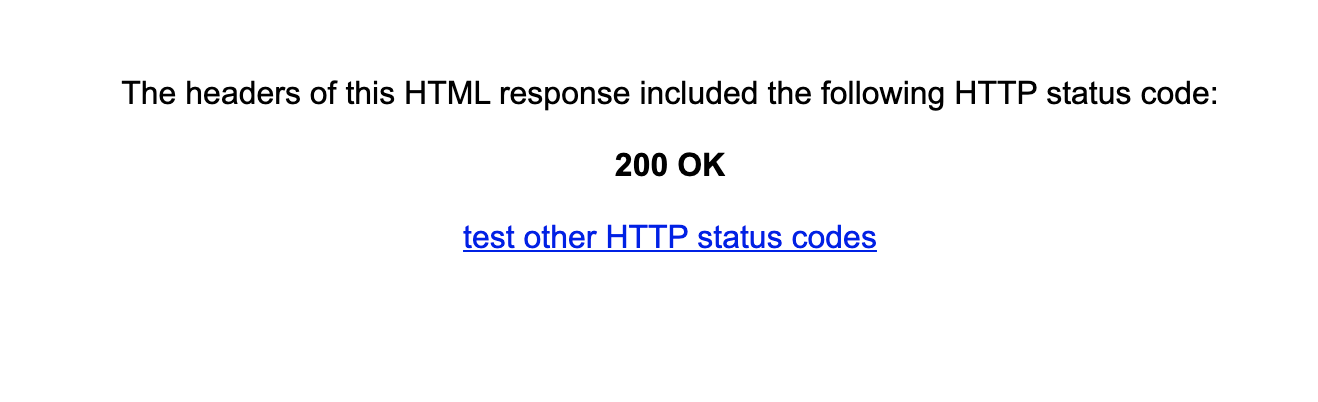 The headers of this HTML response included the following HTTP status code:
200 OK
test other HTTP status codes